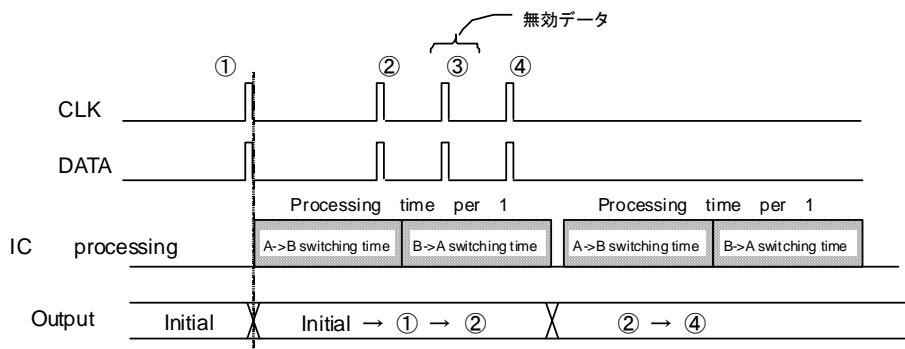 無効データ
① ② ③ ④
CLK
DATA
Processing time per 1 Processing time per 1
IC processing A->B switching time B->A switching time A->B switching time B->A switching time
Output Initial Initial → ① → ② ② → ④